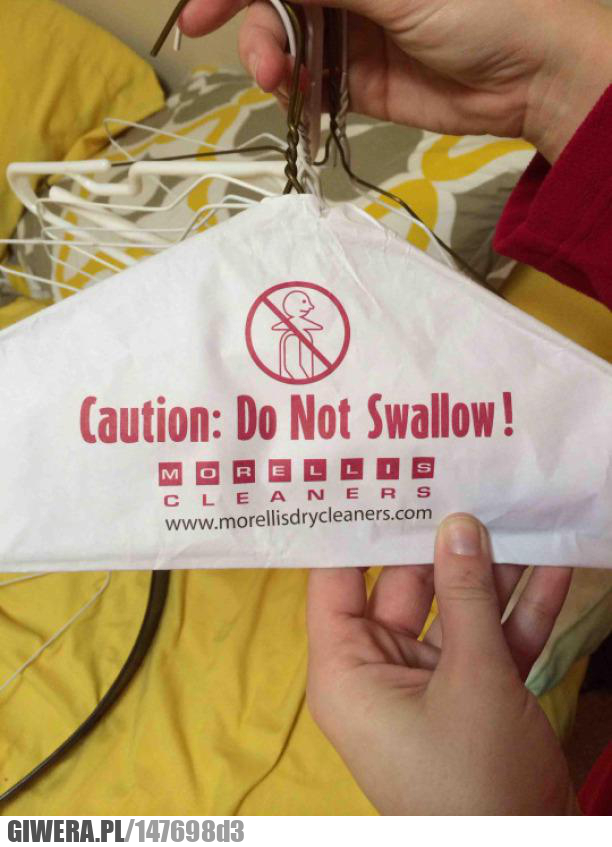 Caution: Do Not Swallow!
MORELLIS
CLEANERS
www.morellisdrycleaners.com
GIWERA.PL/147698d3